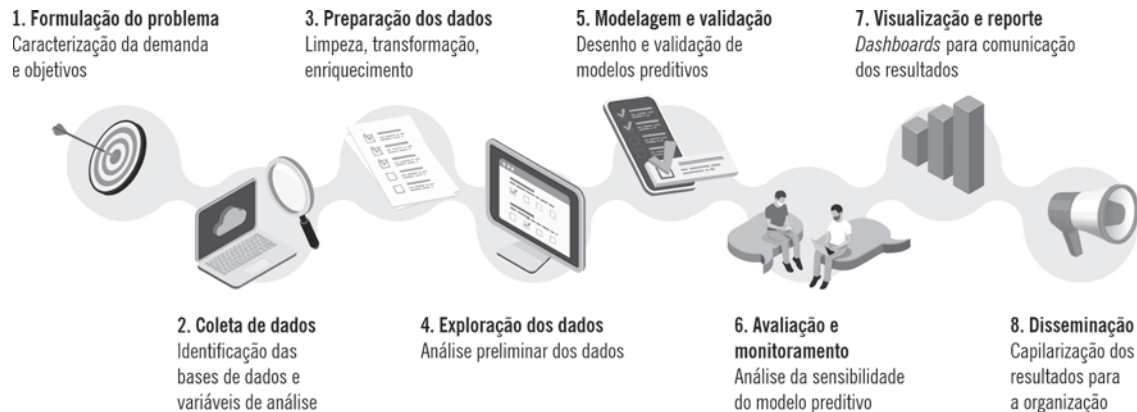 1. Formulação do problema
Caracterização da demanda
e objetivos
2. Coleta de dados
Identificação das
bases de dados e
variáveis de análise
3. Preparação dos dados
Limpeza, transformação,
enriquecimento
4. Exploração dos dados
Análise preliminar dos dados
5. Modelagem e validação
Desenho e validação de
modelos preditivos
6. Avaliação e
monitoramento
Análise da sensibilidade
do modelo preditivo
7. Visualização e reporte
Dashboards para comunicação
dos resultados
8. Disseminação
Capilarização dos
resultados para
a organização